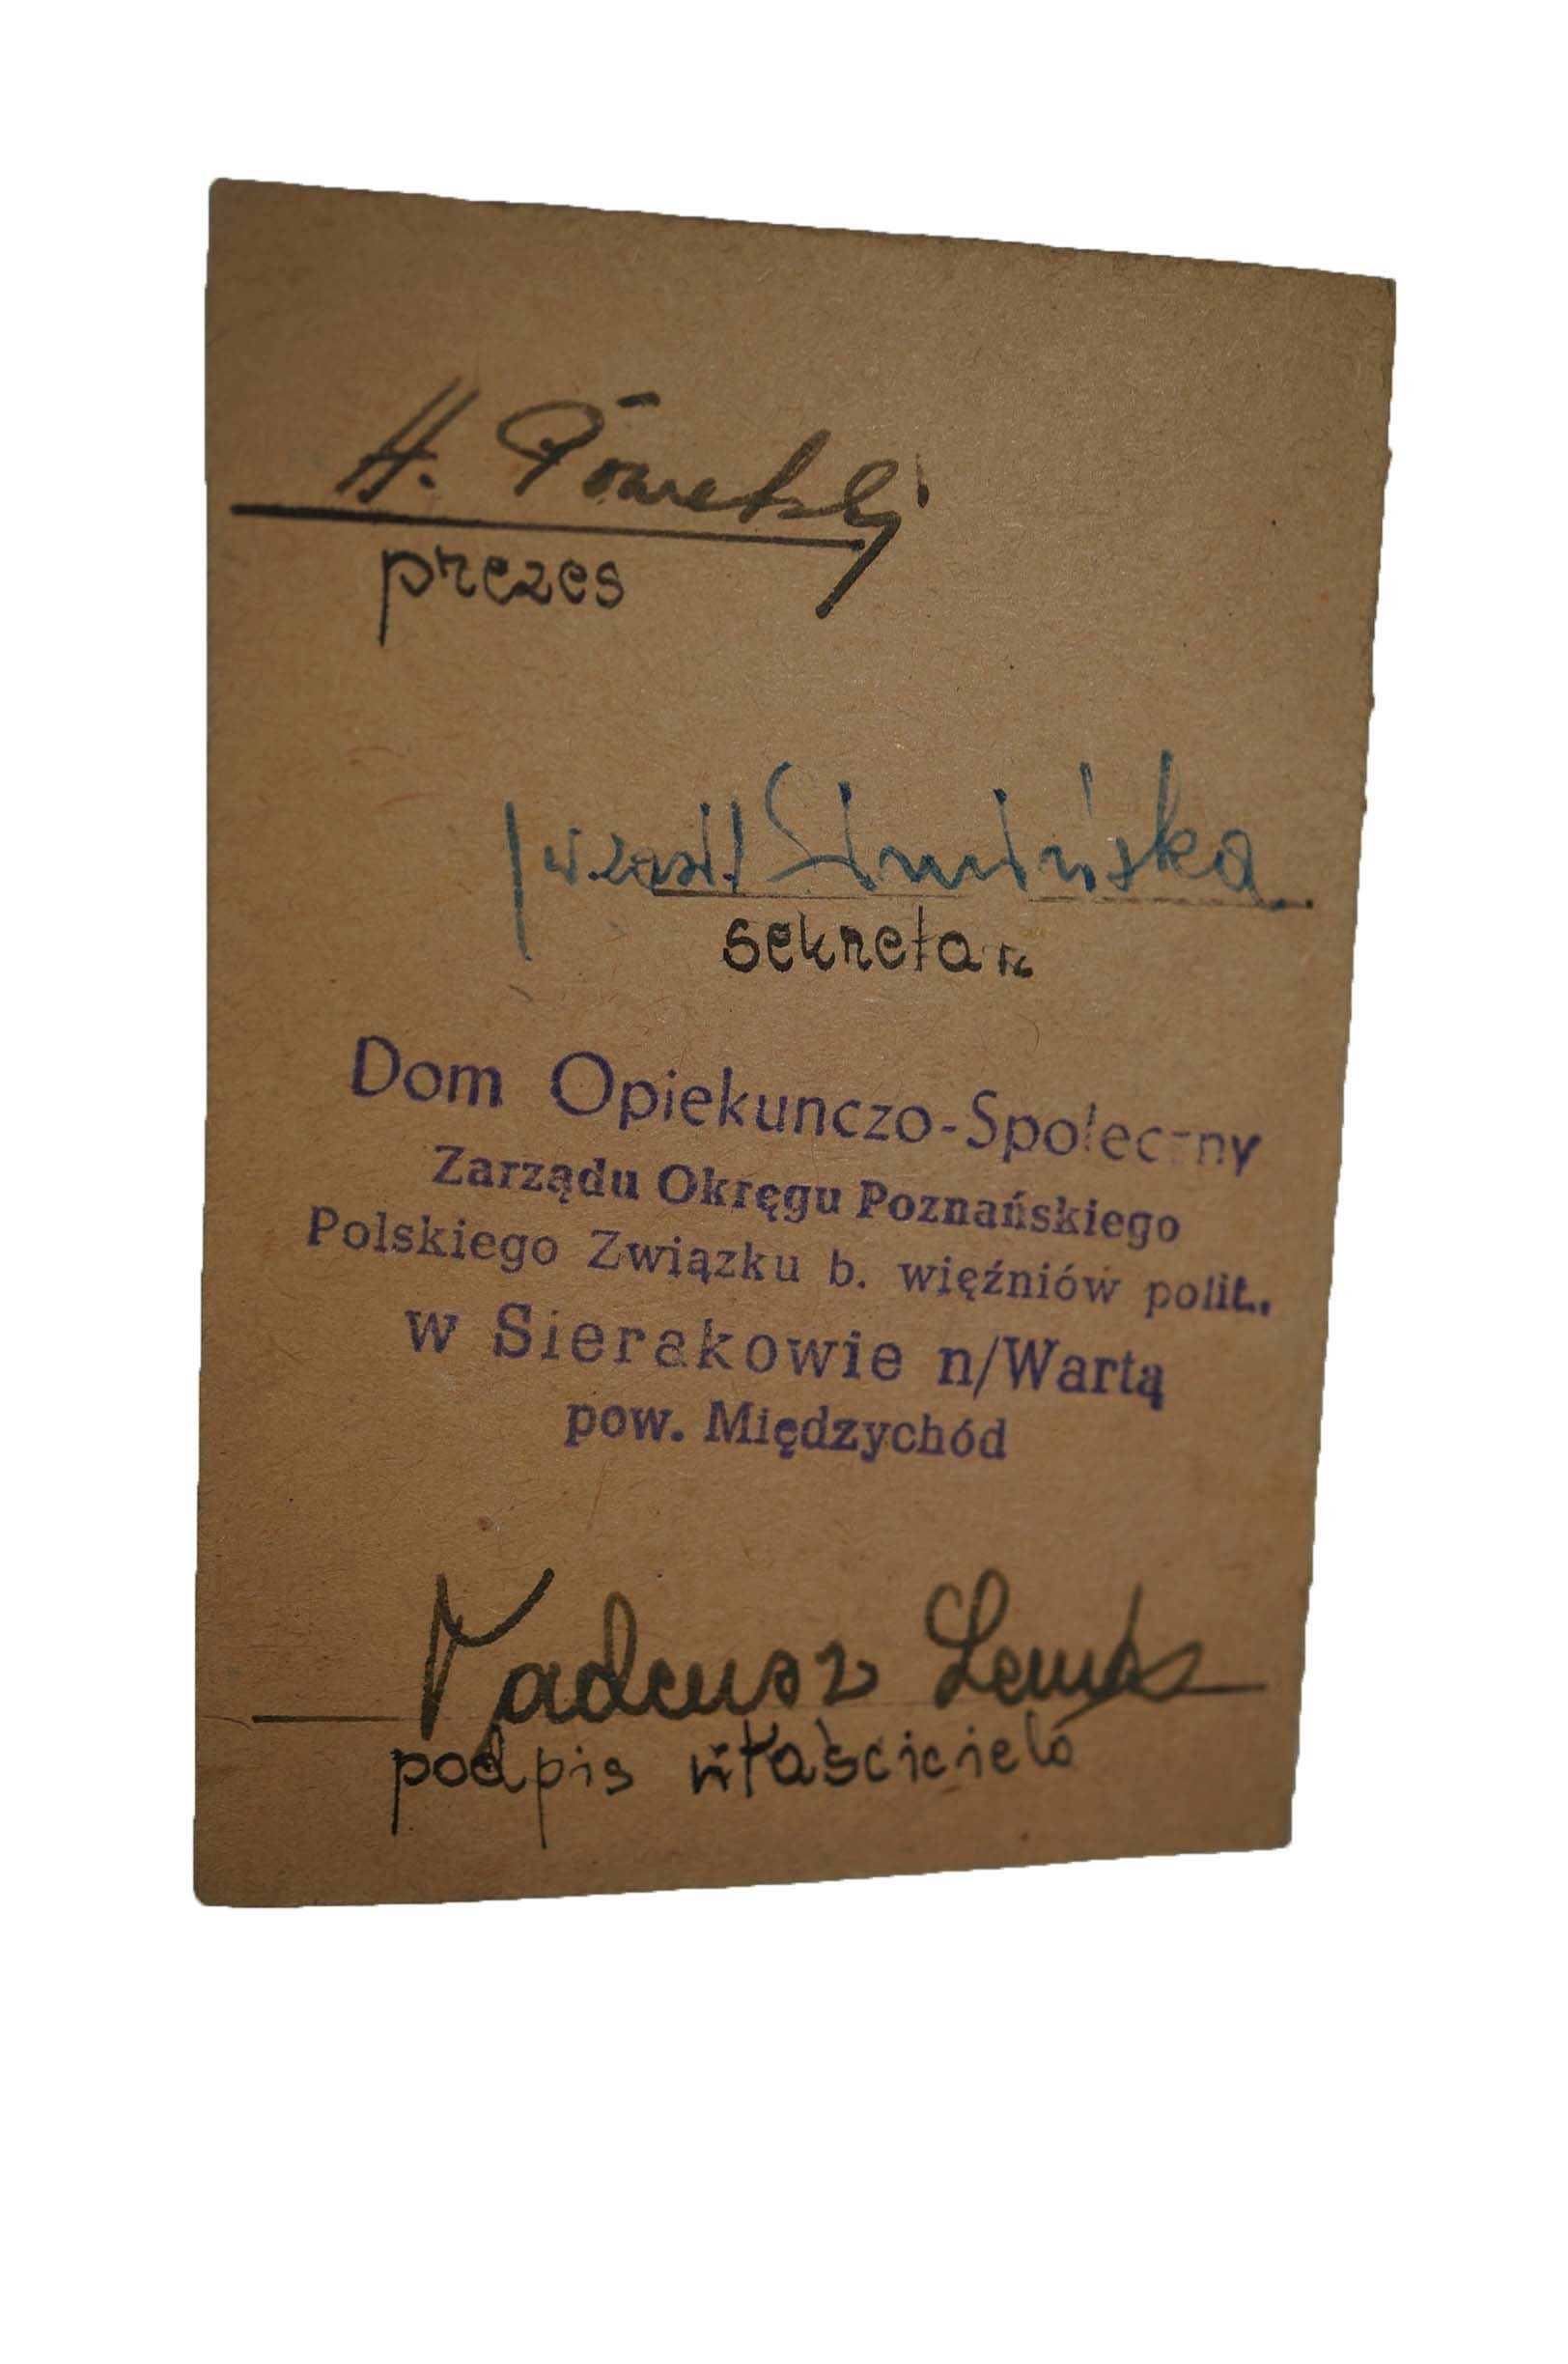 H.
prezes
sekretarz
Dom Opiekunczo-Społeczny
Zarządu Okręgu Poznańskiego
Polskiego Związku b. więźniów polit.
w Sierakowie n/Wartą
pow. Międzychód
Tadeusz
podpis właściciela